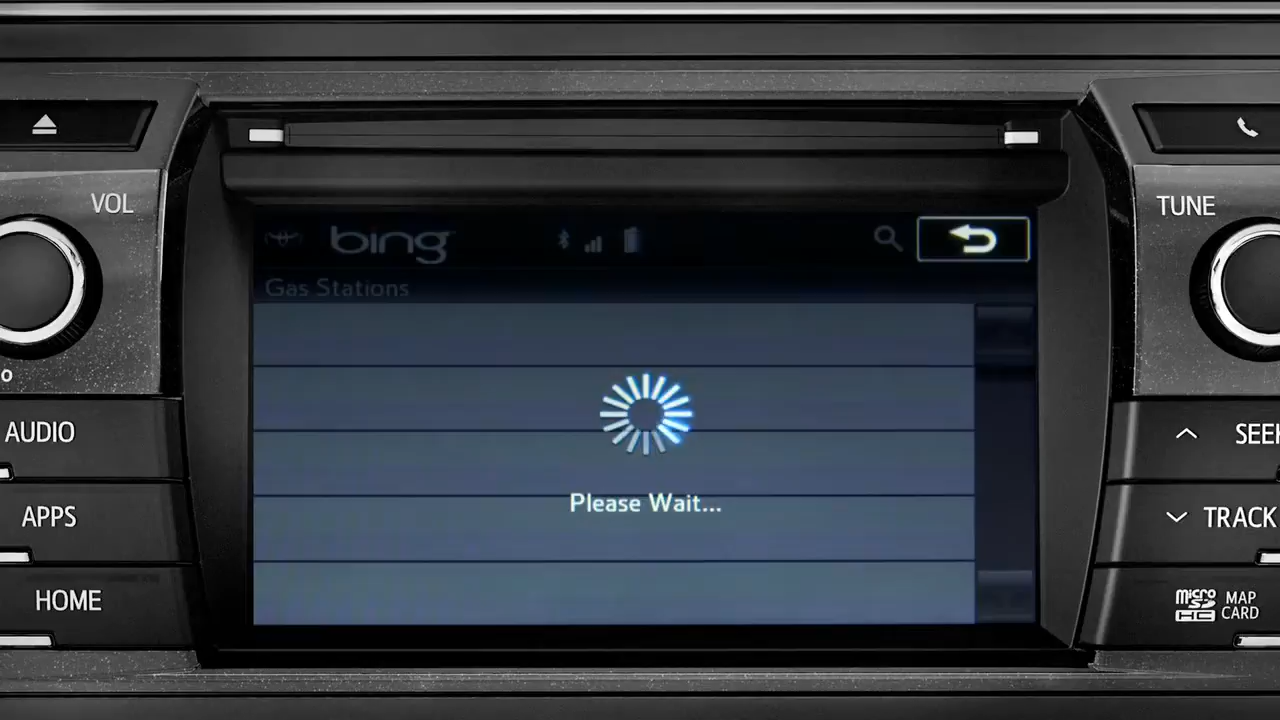 VOL
TUNE
bing
Gas Stations
Please Wait...
AUDIO
APPS
HOME
SEEK
TRACK
micro
SD
HC
MAP
CARD